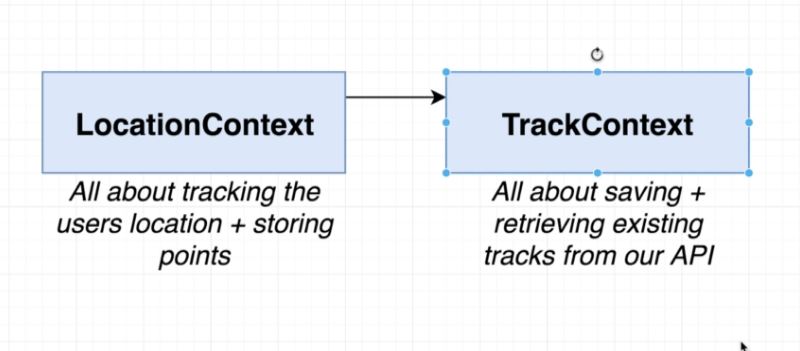 LocationContext
All about tracking the
users location + storing
points
TrackContext
All about saving +
retrieving existing
tracks from our API